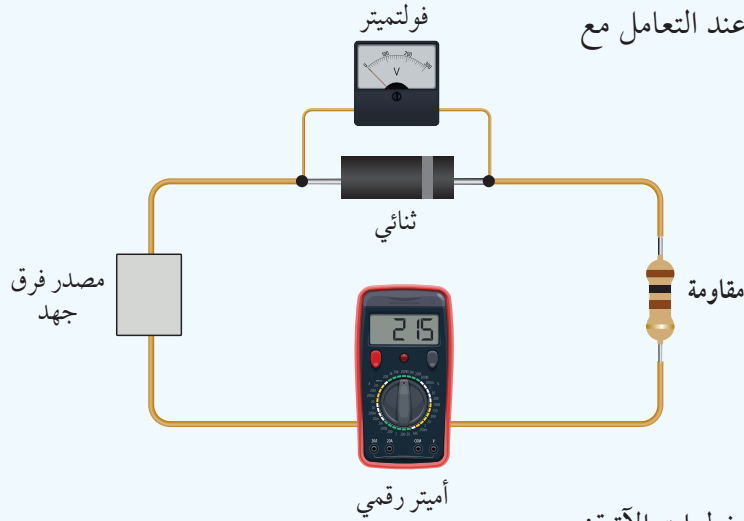 عند التعامل مع
فولتميتر
V
ثنائي
مصدر فرق
جهد
مقاومة
215
أميتر رقمي